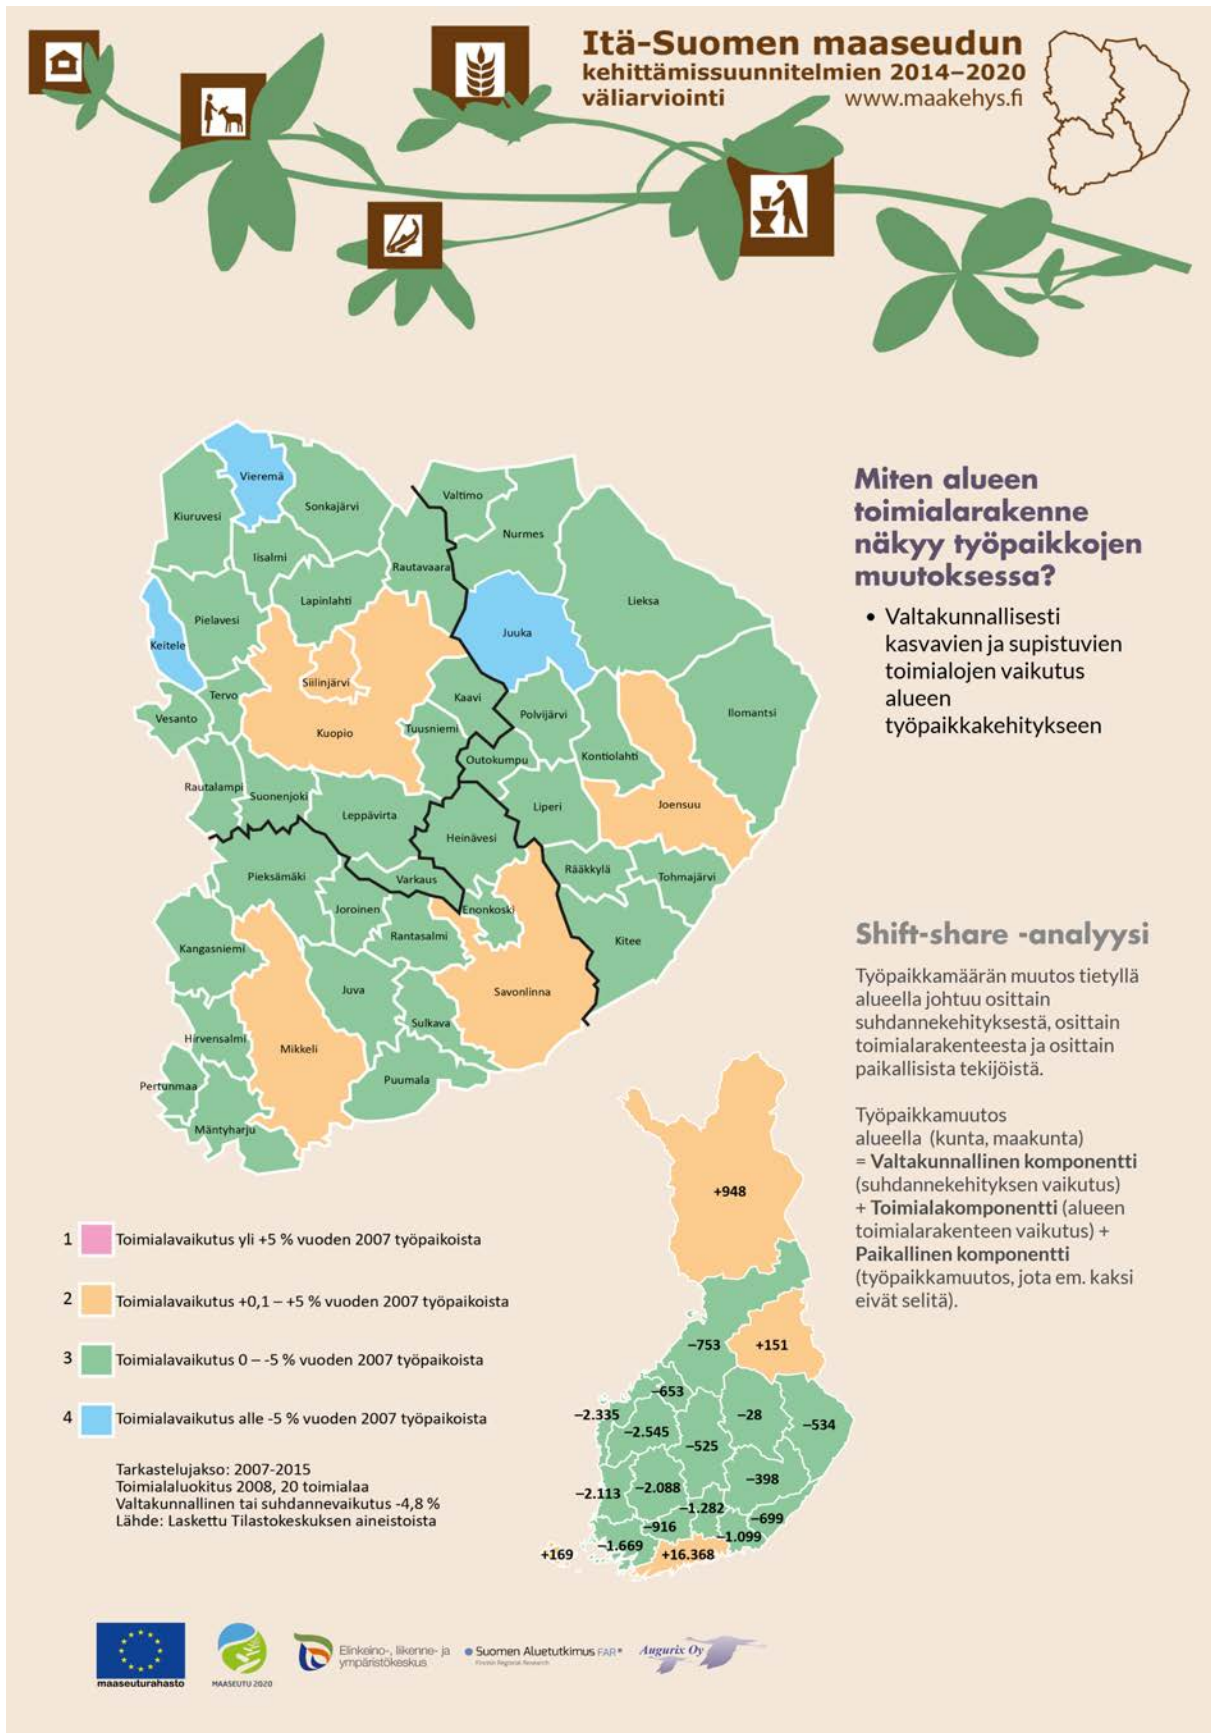 Itä-Suomen maaseudun
kehittämissuunnitelmien 2014–2020
väliarviointi
www.maakehys.fi
Miten alueen
toimialarakenne
näkyy työpaikkojen
muutoksessa?
• Valtakunnallisesti
kasvavien ja supistuvien
toimialojen vaikutus
alueen
työpaikkakehitykseen
Vieremä
Kiuruvesi
Sonkajärvi
Iisalmi
Rautavaara
Lapinlahti
Pielavesi
Keitele
Siilinjärvi
Tervo
Vesanto
Kuopio
Kaavi
Tuusniemi
Rautalampi
Suonenjoki
Leppävirta
Varkaus
Valtimo
Nurmes
Lieksa
Juuka
Ilomantsi
Polvijärvi
Kontiolahti
Outokumpu
Liperi
Joensuu
Rääkkylä
Tohmajärvi
Kitee
Heinävesi
Pieksämäki
Joroinen
Enonkoski
Rantasalmi
Kangasniemi
Savonlinna
Juva
Sulkava
Hirvensalmi
Mikkeli
Puumala
Pertunmaa
Mäntyharju
Shift-share -analyysi
Työpaikkamäärän muutos tietyllä
alueella johtuu osittain
suhdannekehityksestä, osittain
toimialarakenteesta ja osittain
paikallisista tekijöistä.
Työpaikkamuutos
alueella (kunta, maakunta)
= Valtakunnallinen komponentti
(suhdannekehityksen vaikutus)
+ Toimialakomponentti (alueen
toimialarakenteen vaikutus) +
Paikallinen komponentti
(työpaikkamuutos, jota em. kaksi
eivät selitä).
1 Toimialavaikutus yli +5 % vuoden 2007 työpaikoista
2 Toimialavaikutus +0,1 – +5 % vuoden 2007 työpaikoista
3 Toimialavaikutus 0 – -5 % vuoden 2007 työpaikoista
4 Toimialavaikutus alle -5 % vuoden 2007 työpaikoista
Tarkastelujakso: 2007-2015
Toimialaluokitus 2008, 20 toimialaa
Valtakunnallinen tai suhdannevaikutus -4,8 %
Lähde: Laskettu Tilastokeskuksen aineistoista
+948
–753
+151
–653
–2.335
–2.545
–28
–534
–525
–398
–2.113
–2.088
–1.282
–699
–916
–1.099
–1.669
+169
+16.368
maaseuturahasto
MAASEUTU 2020
Elinkeino-, liikenne- ja
ympäristökeskus
Suomen Aluetutkimus FAR
Finnish Regional Research
Augurix Oy